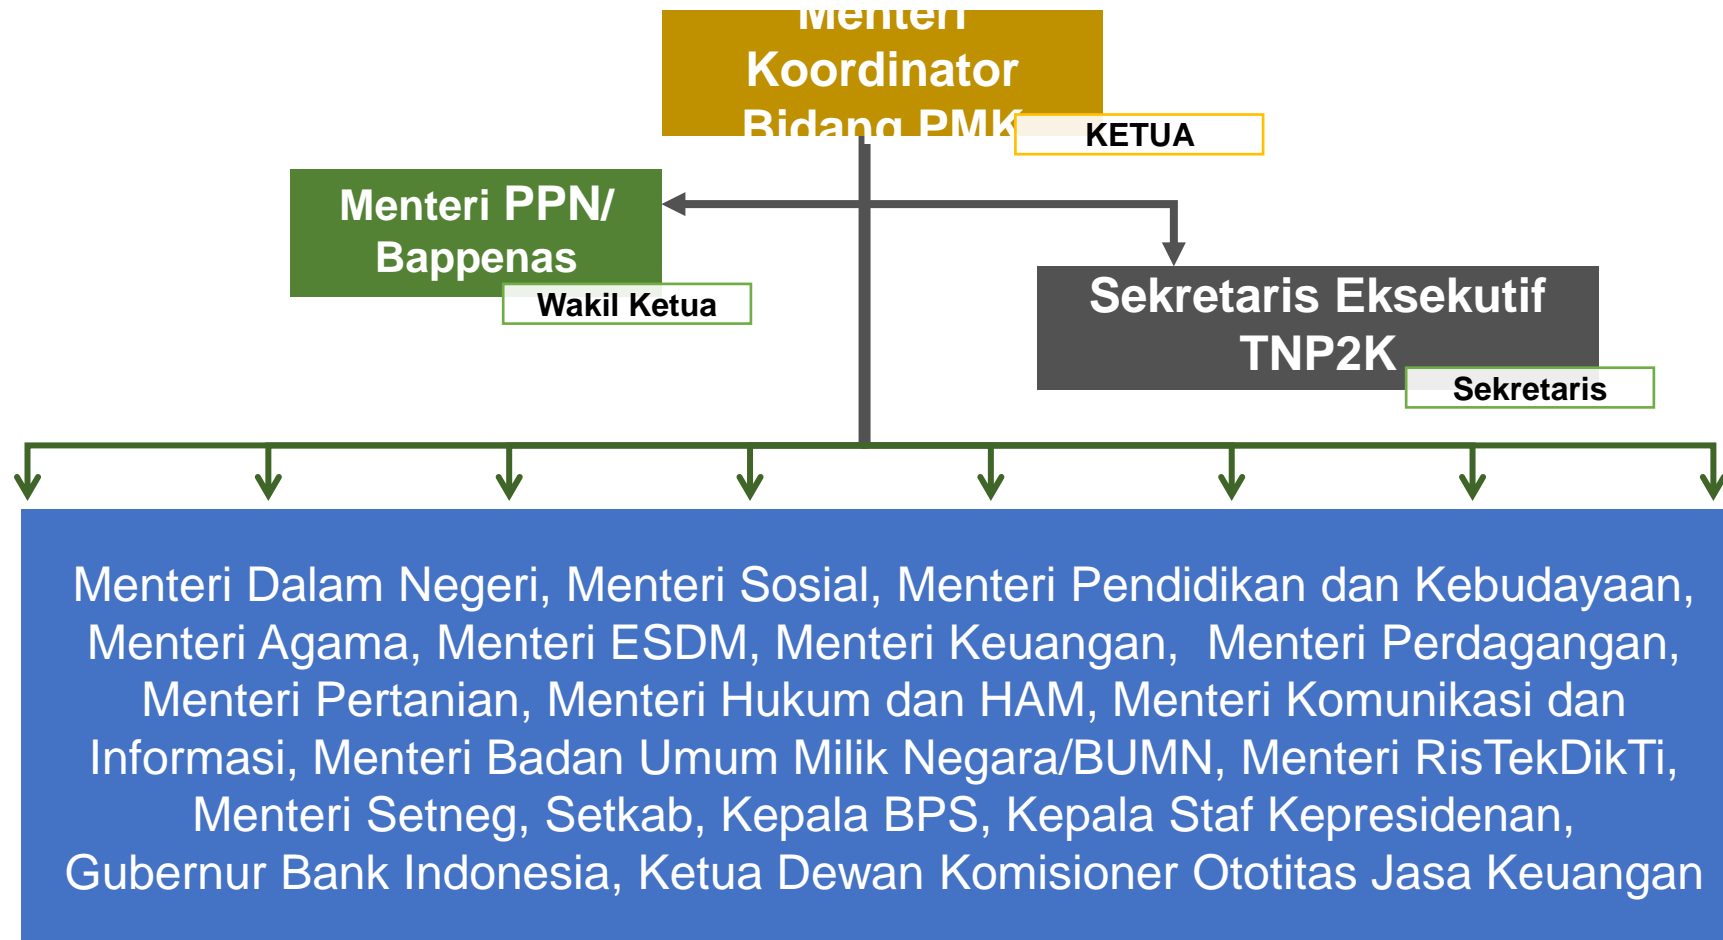 Menteri
Koordinator
Bidang PMK
KETUA
Menteri PPN/
Bappenas
Wakil Ketua
Sekretaris Eksekutif
TNP2K
Sekretaris
Menteri Dalam Negeri, Menteri Sosial, Menteri Pendidikan dan Kebudayaan,
Menteri Agama, Menteri ESDM, Menteri Keuangan,  Menteri Perdagangan,
Menteri Pertanian, Menteri Hukum dan HAM, Menteri Komunikasi dan
Informasi, Menteri Badan Umum Milik Negara/BUMN, Menteri RisTekDikTi,
Menteri Setneg, Setkab, Kepala BPS, Kepala Staf Kepresidenan,
Gubernur Bank Indonesia, Ketua Dewan Komisioner Ototitas Jasa Keuangan